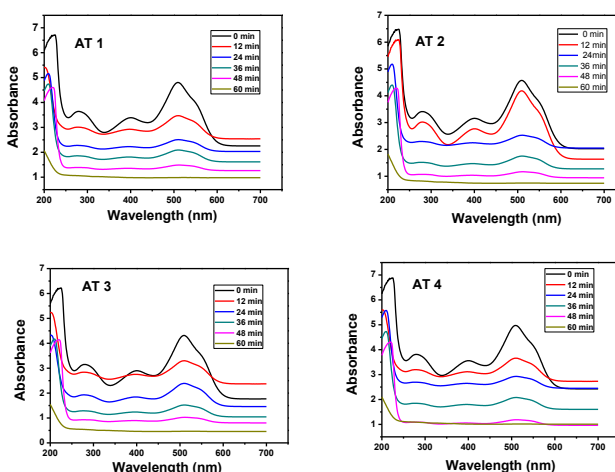 AT 1
0 min
12 min
24 min
36 min
48 min
60 min
Absorbance
7
6
5
4
3
2
1
200 300 400 500 600 700
Wavelength (nm)
AT 2
0 min
12 min
24min
36 min
48 min
60 min
Absorbance
7
6
5
4
3
2
1
200 300 400 500 600 700
Wavelength (nm)
AT 3
0 min
12 min
24 min
36 min
48 min
60 min
Absorbance
7
6
5
4
3
2
1
0
200 300 400 500 600 700
Wavelength (nm)
AT 4
0 min
12 min
24 min
36 min
48 min
60 min
Absorbance
7
6
5
4
3
2
1
200 300 400 500 600 700
Wavelength (nm)